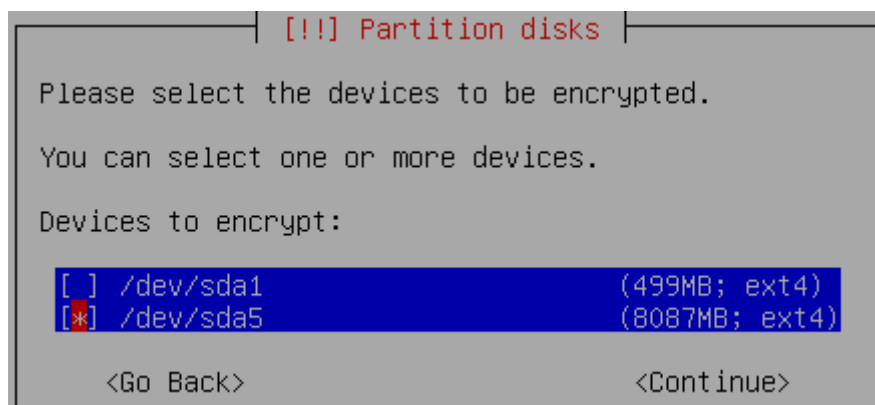 [!!] Partition disks
Please select the devices to be encrypted.
You can select one or more devices.
Devices to encrypt:
[ ] /dev/sda1 (499MB; ext4)
[*] /dev/sda5 (8087MB; ext4)
<Go Back> <Continue>